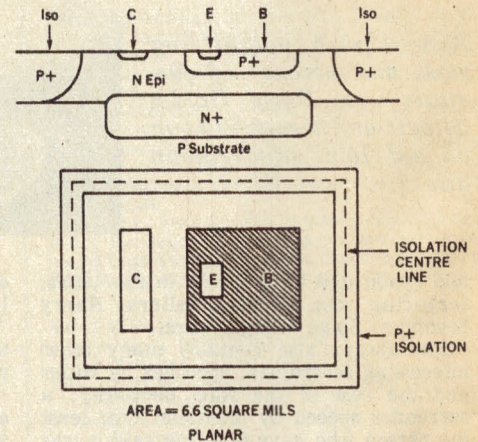 Iso C E B Iso
P+ P+ P+
N Epi
N+
P Substrate
C E B
ISOLATION
CENTRE
LINE
P+
ISOLATION
AREA = 6.6 SQUARE MILS
PLANAR